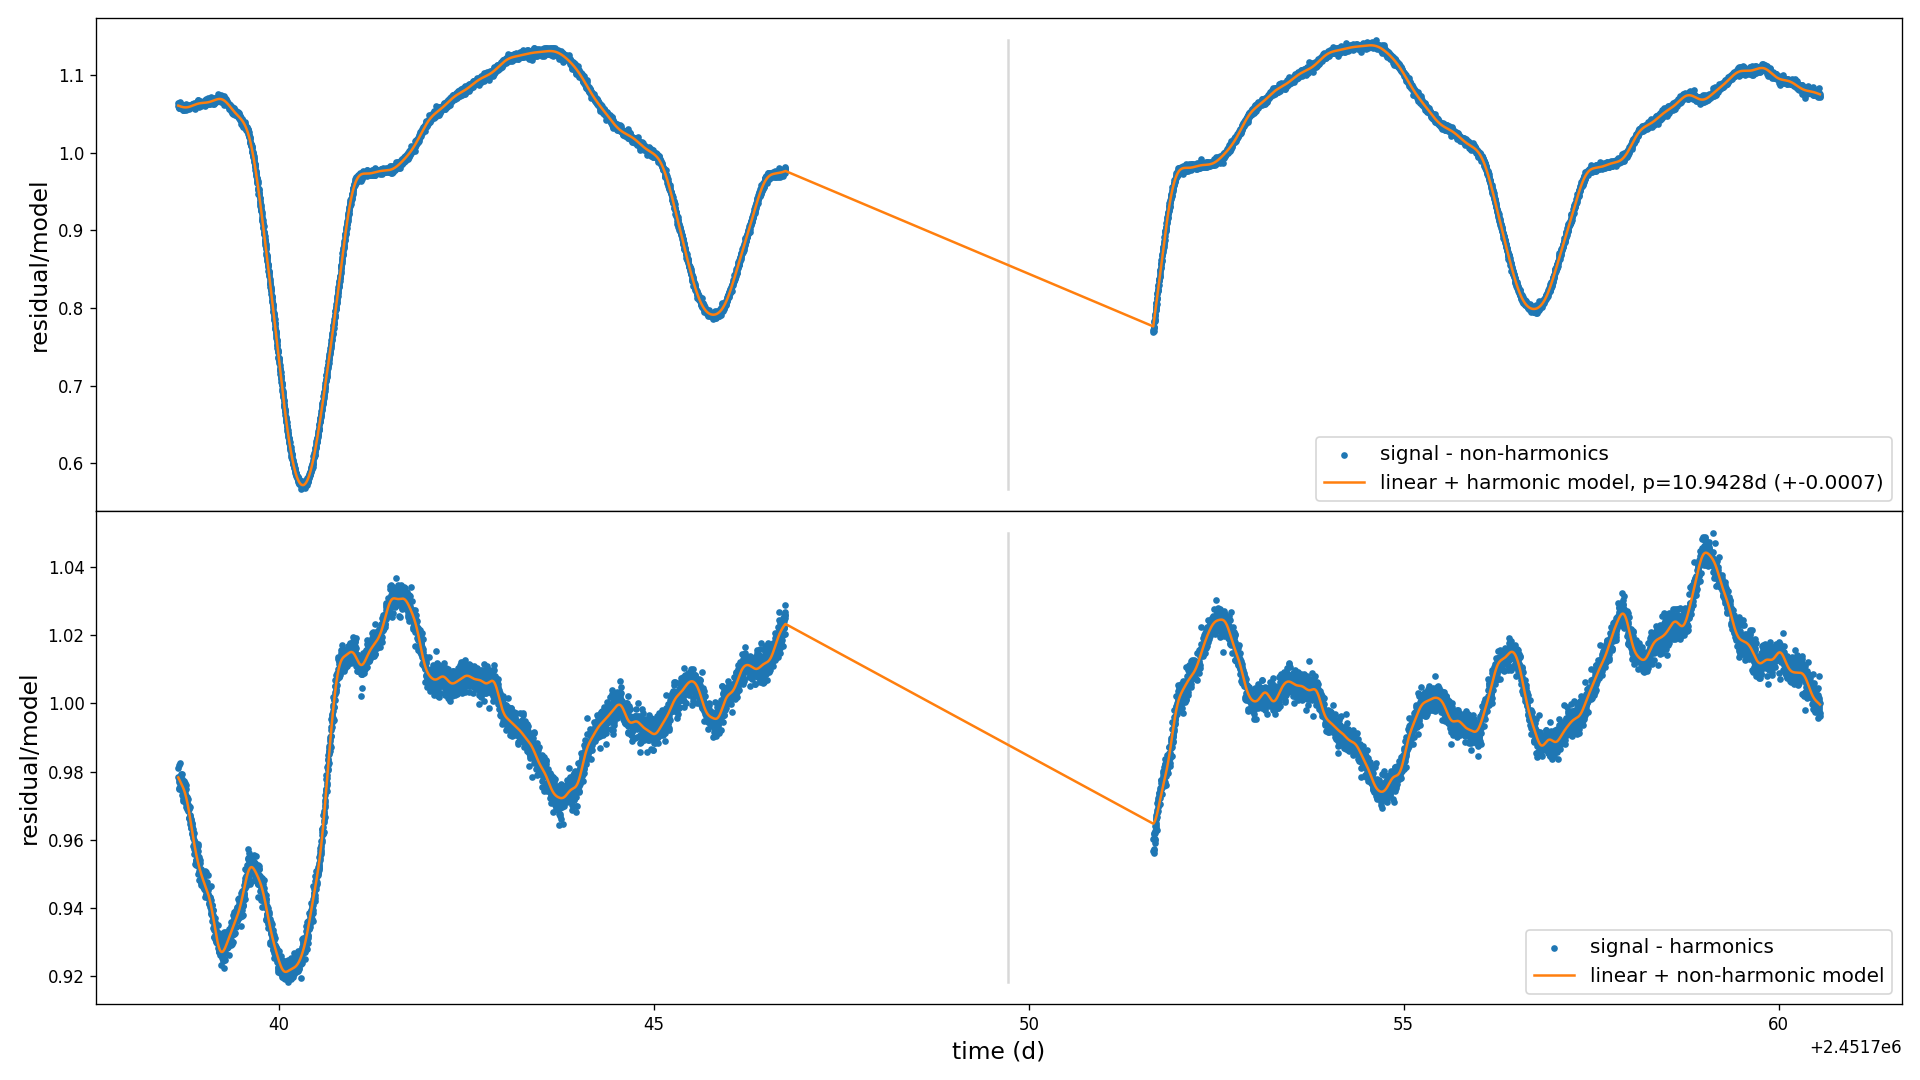 1.1
1.0
0.9
0.8
0.7
0.6
residual/model
signal - non-harmonics
linear + harmonic model, p=10.9428d (+-0.0007)
1.04
1.02
1.00
0.98
0.96
0.94
0.92
residual/model
signal - harmonics
linear + non-harmonic model
40
45
50
55
60
time (d)
+2.4517e6